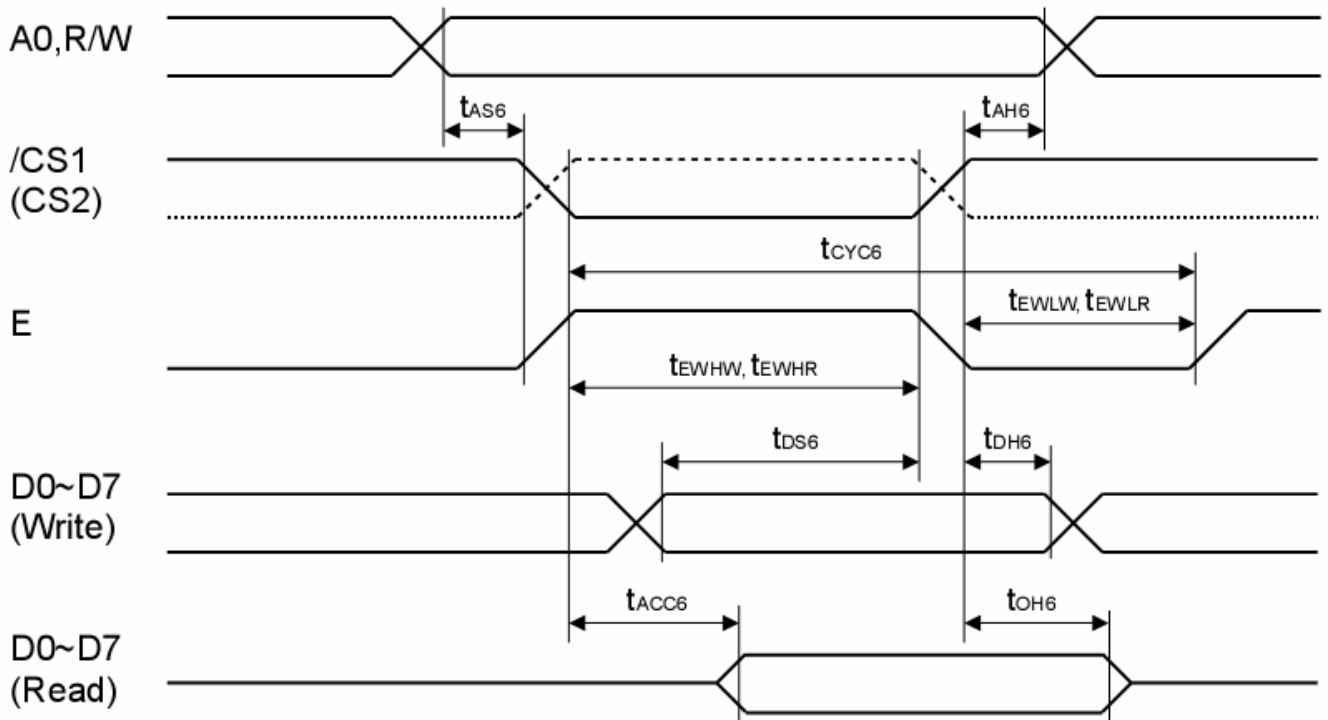 A0,R/W
tAS6
tAH6
/CS1
(CS2)
tCYC6
E
tEWLW, tEWLR
tEWHW, tEWHR
tDS6
tDH6
D0~D7
(Write)
tACC6
tOH6
D0~D7
(Read)